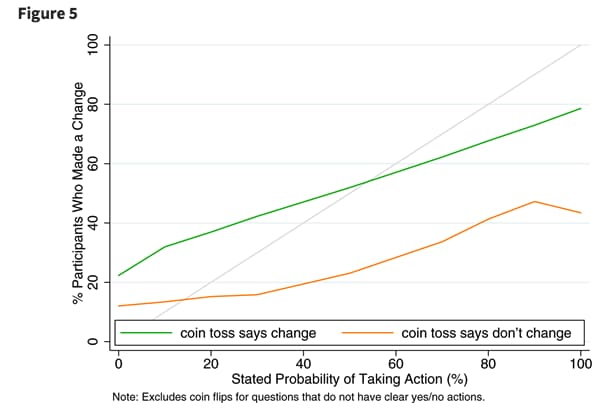 Figure 5
% Participants Who Made a Change
100
80
60
40
20
0
coin toss says change
coin toss says don't change
0 20 40 60 80 100
Stated Probability of Taking Action (%)
Note: Excludes coin flips for questions that do not have clear yes/no actions.